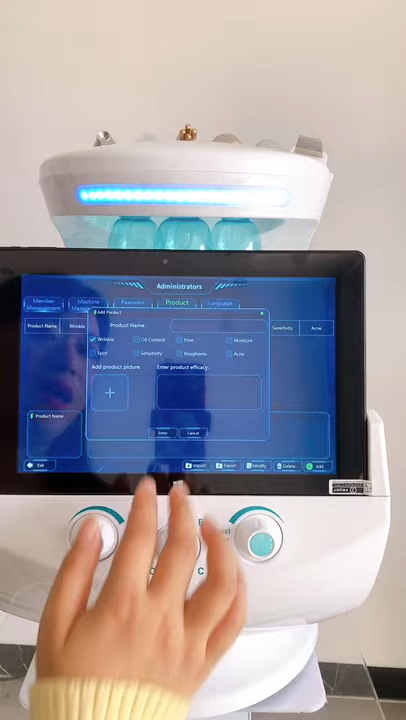 Administrators
Member Management
Machine
Password
Product
Language
Add Porduct
Product Name
Wrinkle
Product Name:
Sensitivity
Acne
Wrinkle
Oil Content
Pore
Moisture
Spot
Sensitivity
Roughness
Acne
Add product picture:
Enter product efficacy:
+
Product Name
Enter
Cancel
Exit
Import
Export
Modify
Delete
Add
C